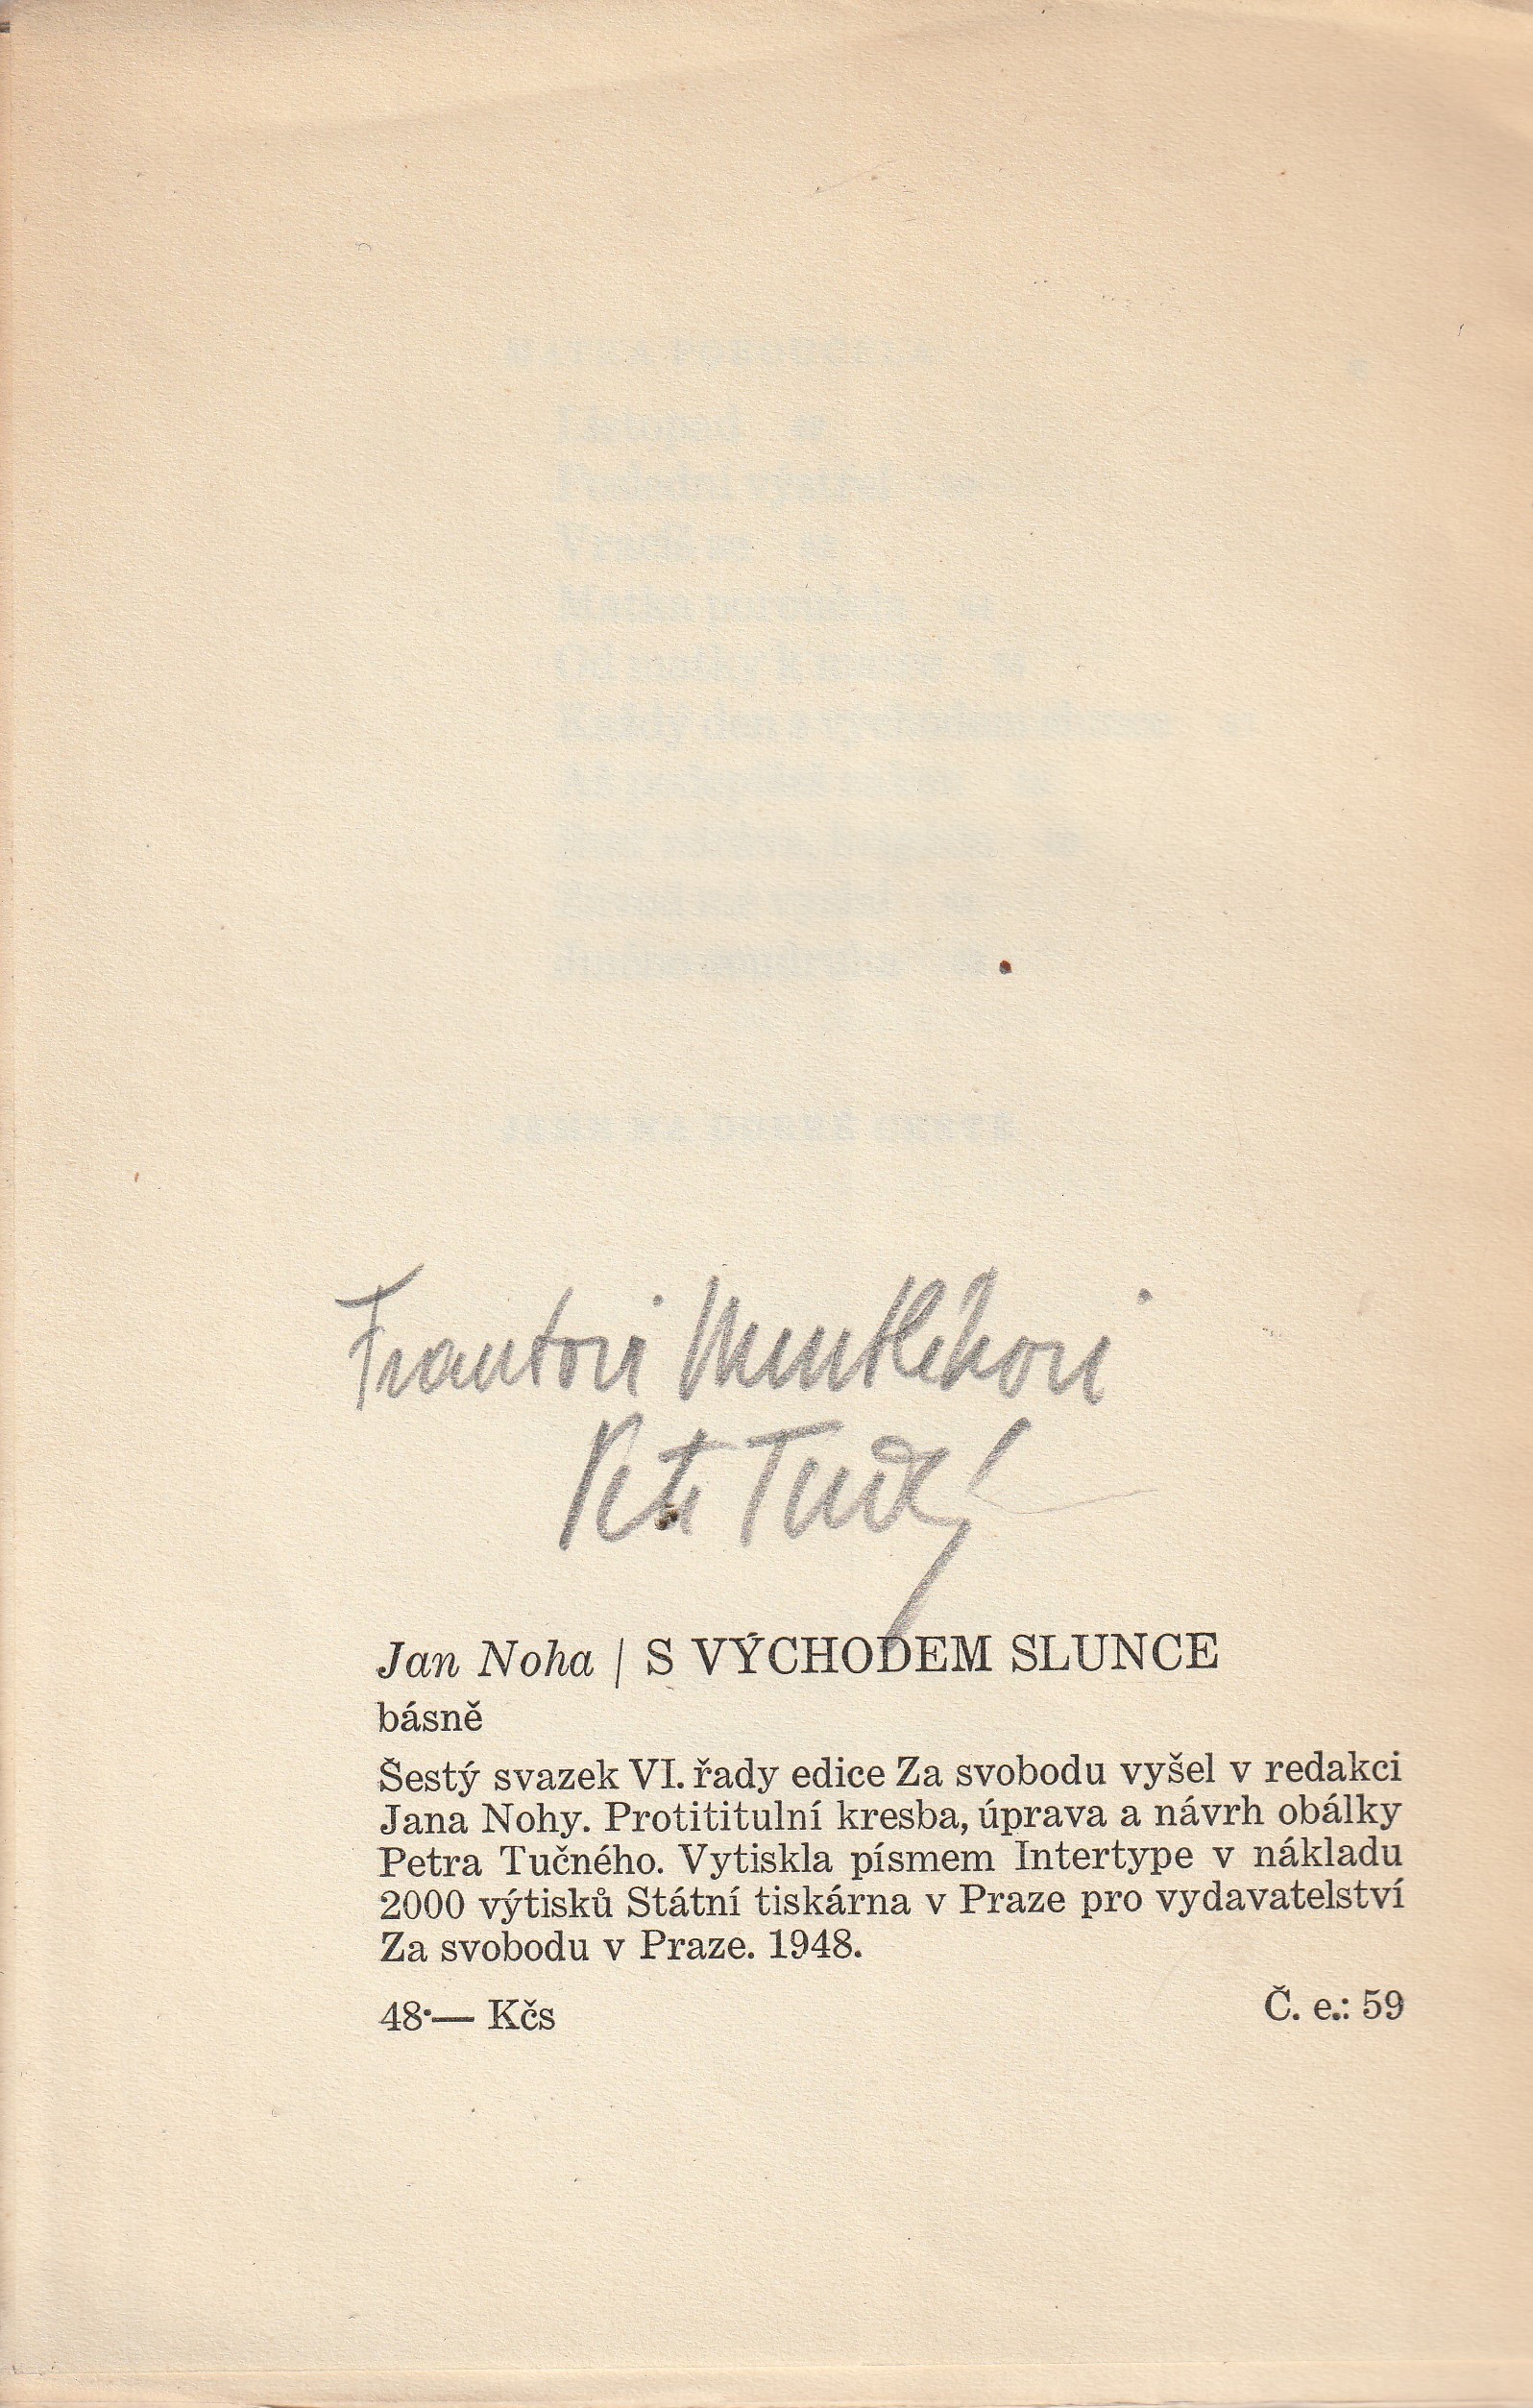 Frantovi
Petr Tučný
Jan Noha / S VÝCHODEM SLUNCE
básně
Šestý svazek VI. řady edice Za svobodu vyšel v redakci
Jana Nohy. Protititulní kresba, úprava a návrh obálky
Petra Tučného. Vytiskla písmem Intertype v nákladu
2000 výtisků Státní tiskárna v Praze pro vydavatelství
Za svobodu v Praze. 1948.
48·— Kčs
Č. e.: 59